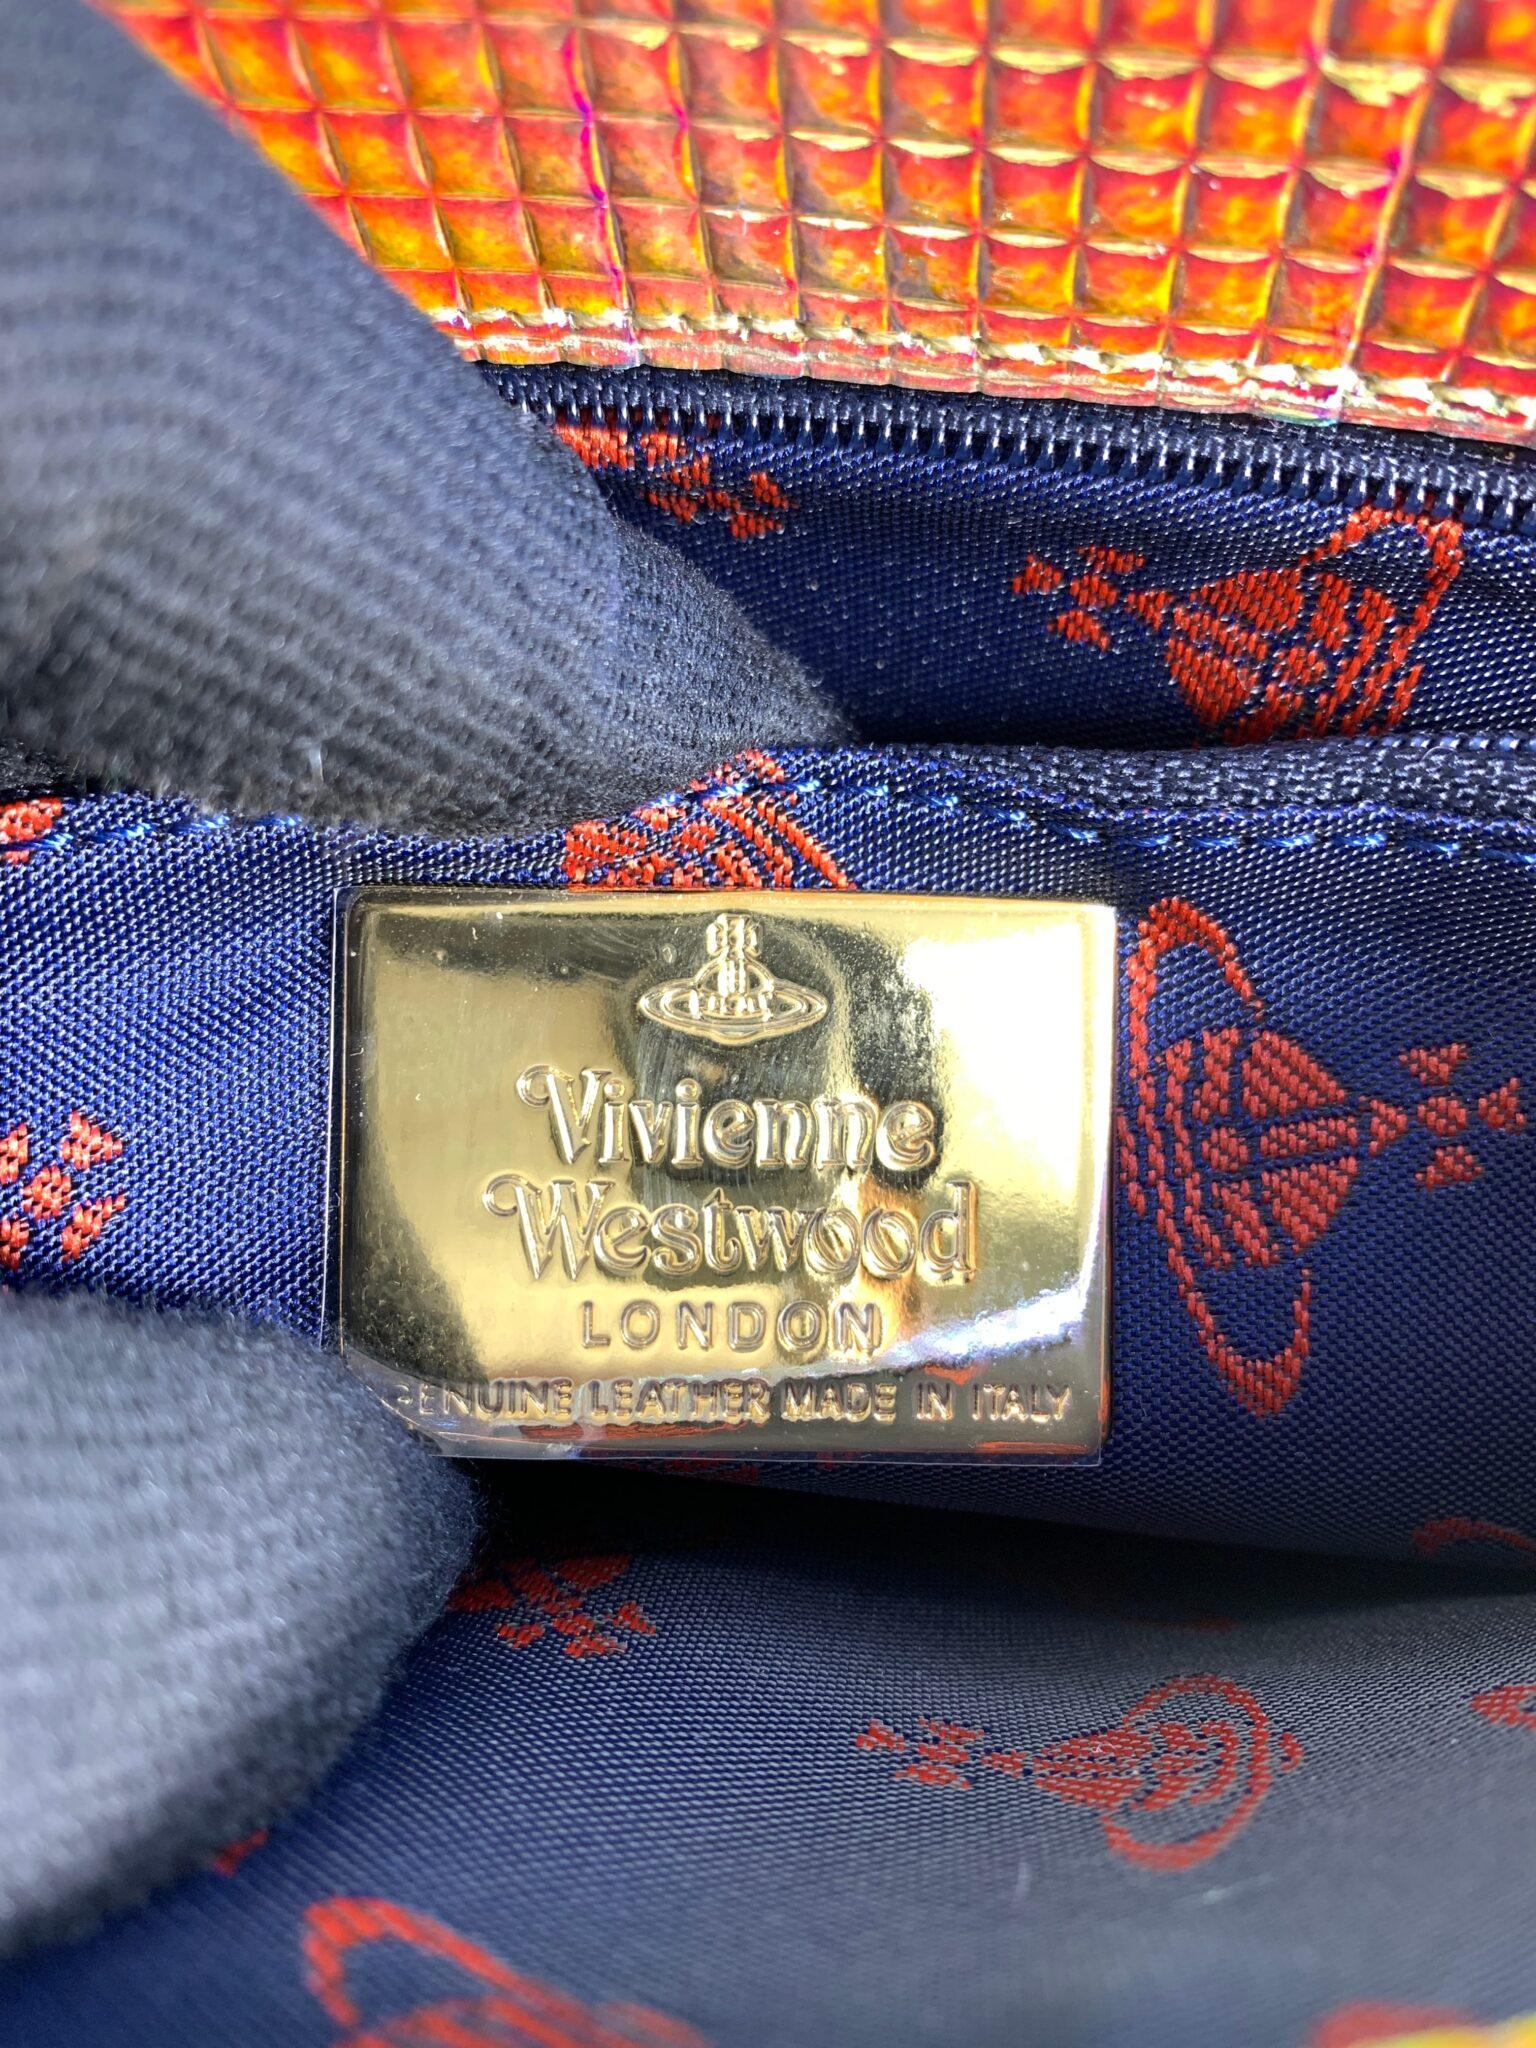 Vivienne
Westwood
LONDON
GENUINE LEATHER MADE IN ITALY